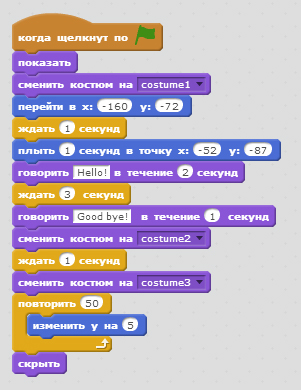 когда щелкнут по
показать
сменить костюм на costume1
перейти в x: -160 y: -72
ждать 1 секунд
плыть 1 секунд в точку x: -52 y: -87
говорить Hello! в течение 2 секунд
ждать 3 секунд
говорить Good bye! в течение 1 секунд
сменить костюм на costume2
ждать 1 секунд
сменить костюм на costume3
повторить 50
изменить y на 5
скрыть